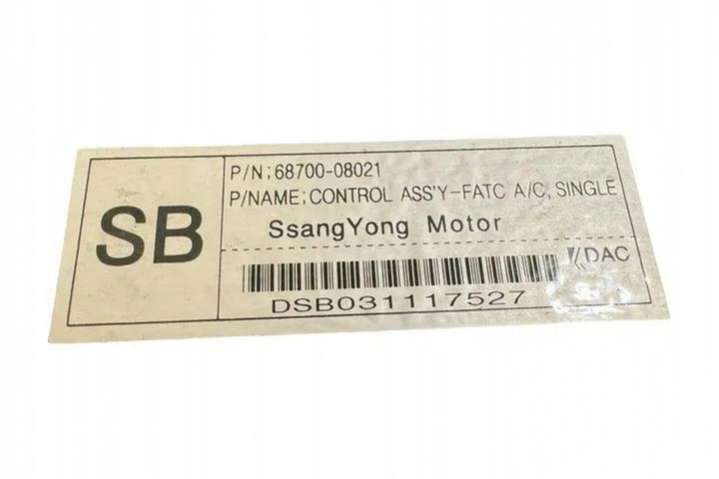 SB
P/N;68700-08021
P/NAME;CONTROL ASS'Y-FATC A/C, SINGLE
SsangYong Motor
DAC
DSB031117527